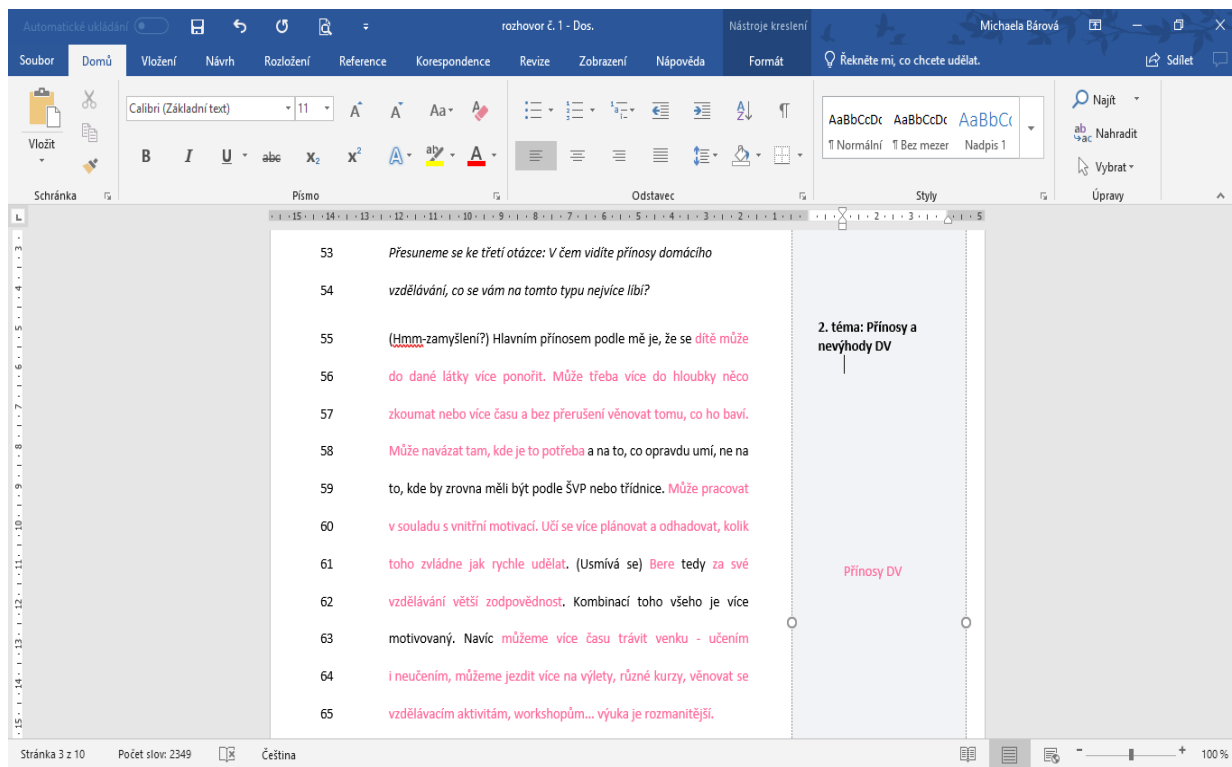 Automatické ukládání
rozhovor č. 1 - Dos.
Nástroje kreslení
Michaela Bárová
Soubor Domů Vložení Návrh Rozložení Reference Korespondence Revize Zobrazení Nápověda Formát Řekněte mi, co chcete udělat. Sdílet
Vložit
Calibri (Základní text) 11
AaBbCcDc AaBbCcDc AaBbC
¶ Normální ¶ Bez mezer Nadpis 1
Najít
Nahradit
Vybrat
Schránka Písmo Odstavec Styly Úpravy
53 Přesuneme se ke třetí otázce: V čem vidíte přínosy domácího
54 vzdělávání, co se vám na tomto typu nejvíce líbí?
55 (Hmm-zamyšlení?) Hlavním přínosem podle mě je, že se dítě může
56 do dané látky více ponořit. Může třeba více do hloubky něco
57 zkoumat nebo více času a bez přerušení věnovat tomu, co ho baví.
58 Může navázat tam, kde je to potřeba a na to, co opravdu umí, ne na
59 to, kde by zrovna měli být podle ŠVP nebo třídnice. Může pracovat
60 v souladu s vnitřní motivací. Učí se více plánovat a odhadovat, kolik
61 toho zvládne jak rychle udělat. (Usmívá se) Bere tedy za své
62 vzdělávání větší zodpovědnost. Kombinací toho všeho je více
63 motivovaný. Navíc můžeme více času trávit venku - učením
64 i neučením, můžeme jezdit více na výlety, různé kurzy, věnovat se
65 vzdělávacím aktivitám, workshopům... výuka je rozmanitější.
2. téma: Přínosy a
nevýhody DV
Přínosy DV
Stránka 3 z 10 Počet slov: 2349 Čeština 100 %